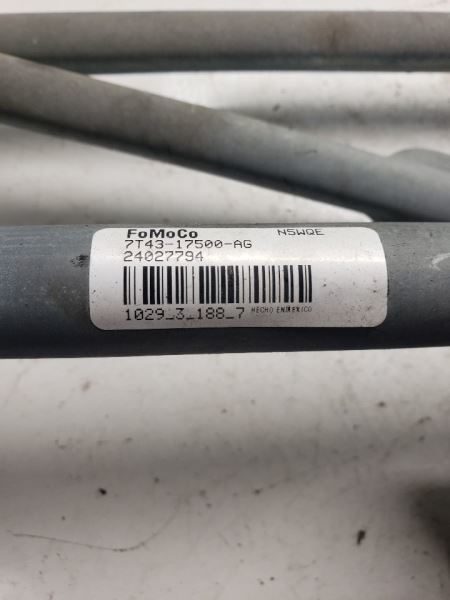 FoMoCo NSWQE
7T43-17500-AG
24027794
1029_3_188_7 HECHO EN MEXICO